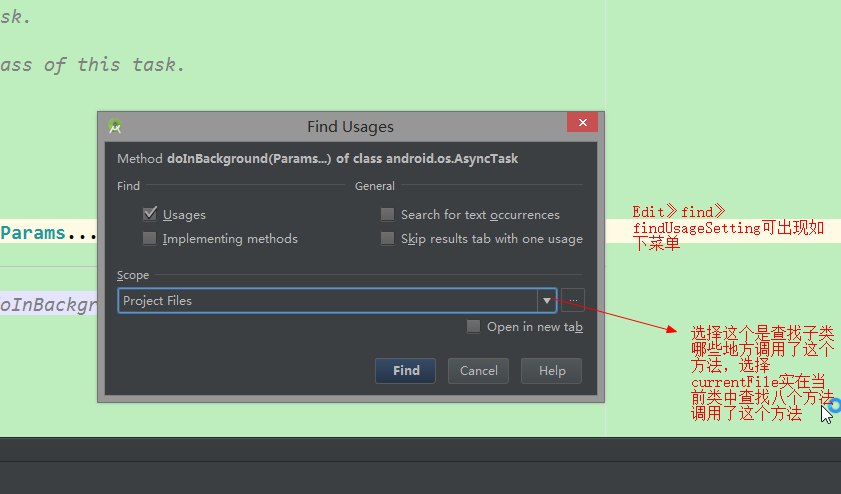 sk.
ass of this task.
Find Usages
Method doInBackground(Params...) of class android.os.AsyncTask
Find
General
Usages
Search for text occurrences
Implementing methods
Skip results tab with one usage
Params...
Edit》find》
findUsageSetting可出现如
下菜单
Scope
Project Files
...
oInBackgr
Open in new tab
选择这个是查找子类
哪些地方调用了这个
方法，选择
currentFile实在当
前类中查找八个方法
调用了这个方法
Find
Cancel
Help